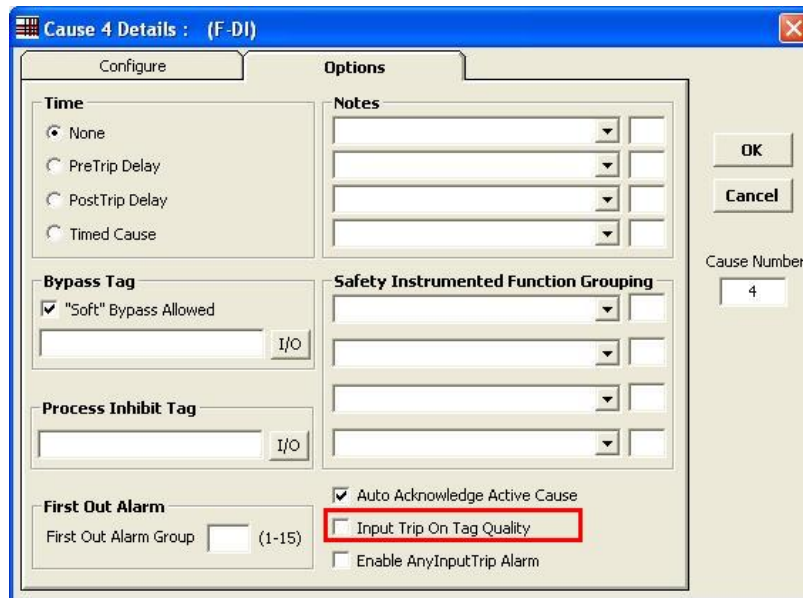 Cause 4 Details :   (F-DI)
Configure
Options
Time
None
PreTrip Delay
PostTrip Delay
Timed Cause
Notes
OK
Cancel
Cause Number
4
Bypass Tag
"Soft" Bypass Allowed
I/O
Safety Instrumented Function Grouping
Process Inhibit Tag
I/O
First Out Alarm
First Out Alarm Group (1-15)
Auto Acknowledge Active Cause
Input Trip On Tag Quality
Enable AnyInputTrip Alarm